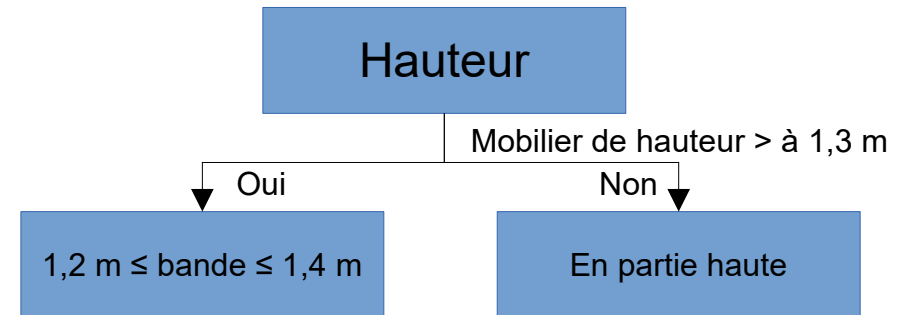 Hauteur
Mobilier de hauteur > à 1,3 m
Oui
Non
1,2 m ≤ bande ≤ 1,4 m
En partie haute